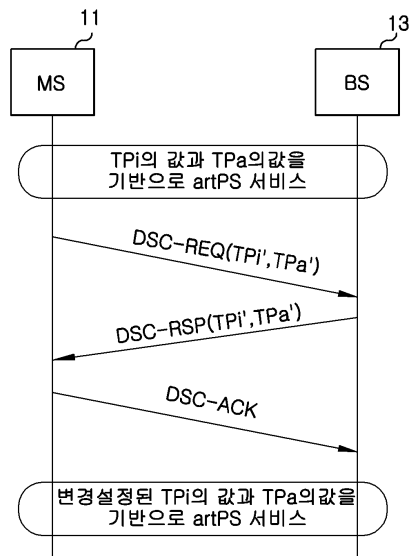 11
13
MS
BS
TPi의 값과 TPa의값을
기반으로 artPS 서비스
DSC-REQ(TPi',TPa')
DSC-RSP(TPi',TPa')
DSC-ACK
변경설정된 TPi의 값과 TPa의값을
기반으로 artPS 서비스